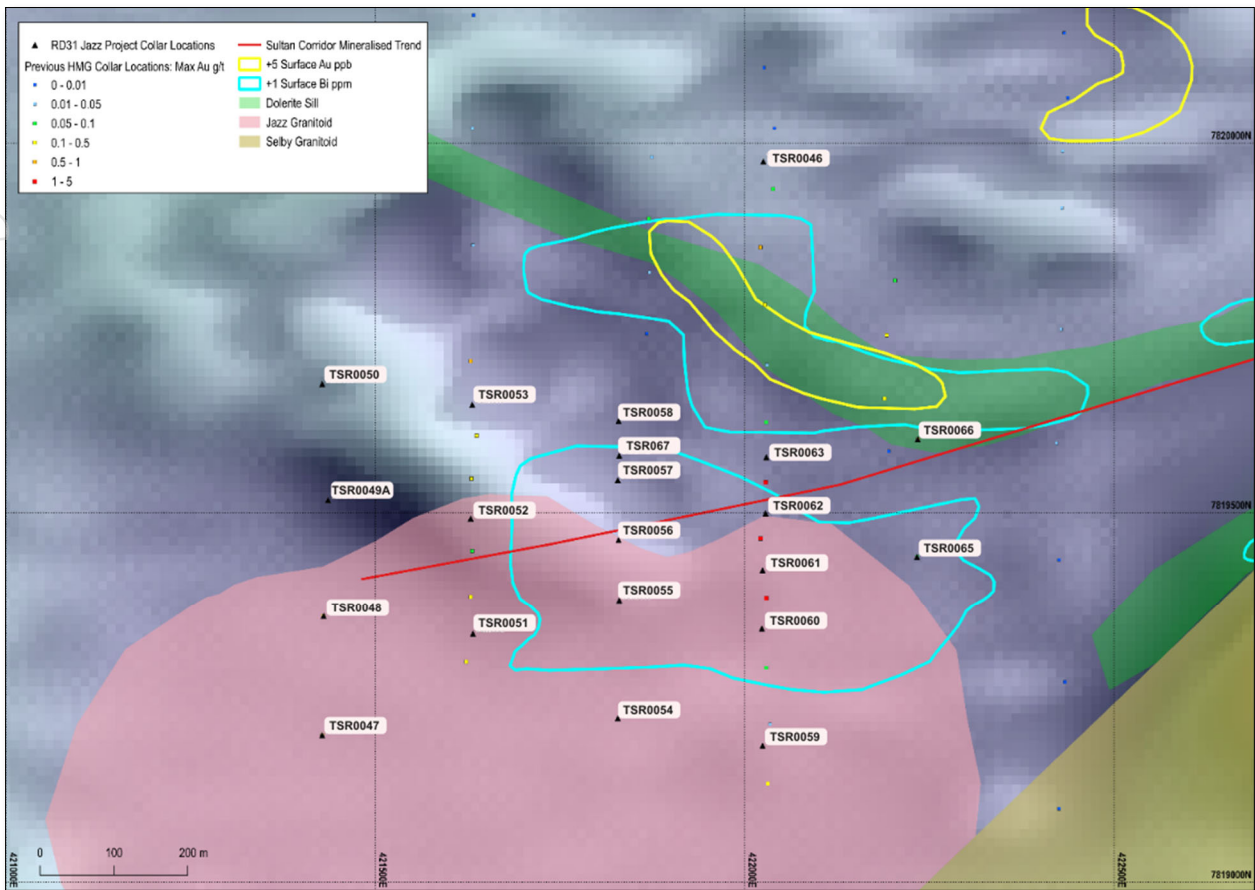 RD31 Jazz Project Collar Locations
Previous HMG Collar Locations: Max Au g/t
0 - 0.01
0.01 - 0.05
0.05 - 0.1
0.1 - 0.5
0.5 - 1
1 - 5
Sultan Corridor Mineralised Trend
+5 Surface Au ppb
+1 Surface Bi ppm
Dolerite Sill
Jazz Granitoid
Selby Granitoid
7820000N
TSR0046
TSR0050
TSR0053
TSR0058
TSR0066
TSR067
TSR0063
TSR0057
TSR0049A
TSR0052
TSR0062
7819500N
TSR0056
TSR0065
TSR0061
TSR0055
TSR0048
TSR0051
TSR0060
TSR0054
TSR0047
TSR0059
0 100 200 m
421000E
421500E
422000E
422500E
7819000N